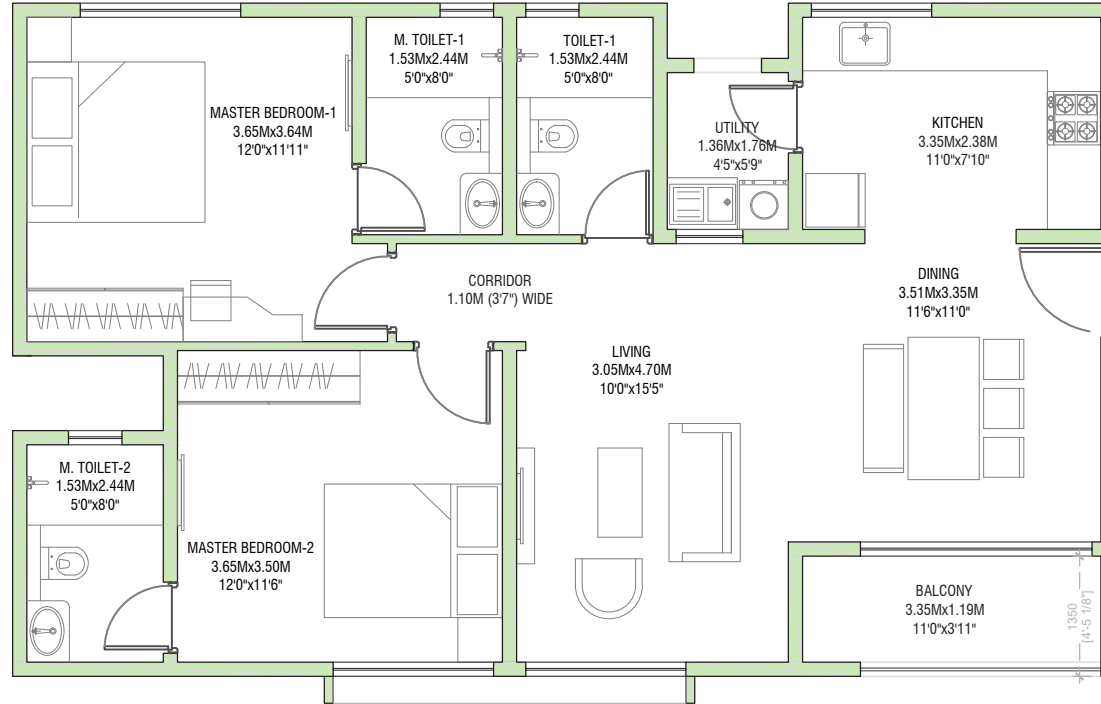 M. TOILET-1
1.53Mx2.44M
5'0"x8'0"
TOILET-1
1.53Mx2.44M
5'0"x8'0"
MASTER BEDROOM-1
3.65Mx3.64M
12'0"x11'11"
UTILITY
1.36Mx1.76M
4'5"x5'9"
KITCHEN
3.35Mx2.38M
11'0"x7'10"
CORRIDOR
1.10M (3'7") WIDE
DINING
3.51Mx3.35M
11'6"x11'0"
LIVING
3.05Mx4.70M
10'0"x15'5"
M. TOILET-2
1.53Mx2.44M
5'0"x8'0"
MASTER BEDROOM-2
3.65Mx3.50M
12'0"x11'6"
BALCONY
3.35Mx1.19M
11'0"x3'11"
1350
[4'-5 1/8"]